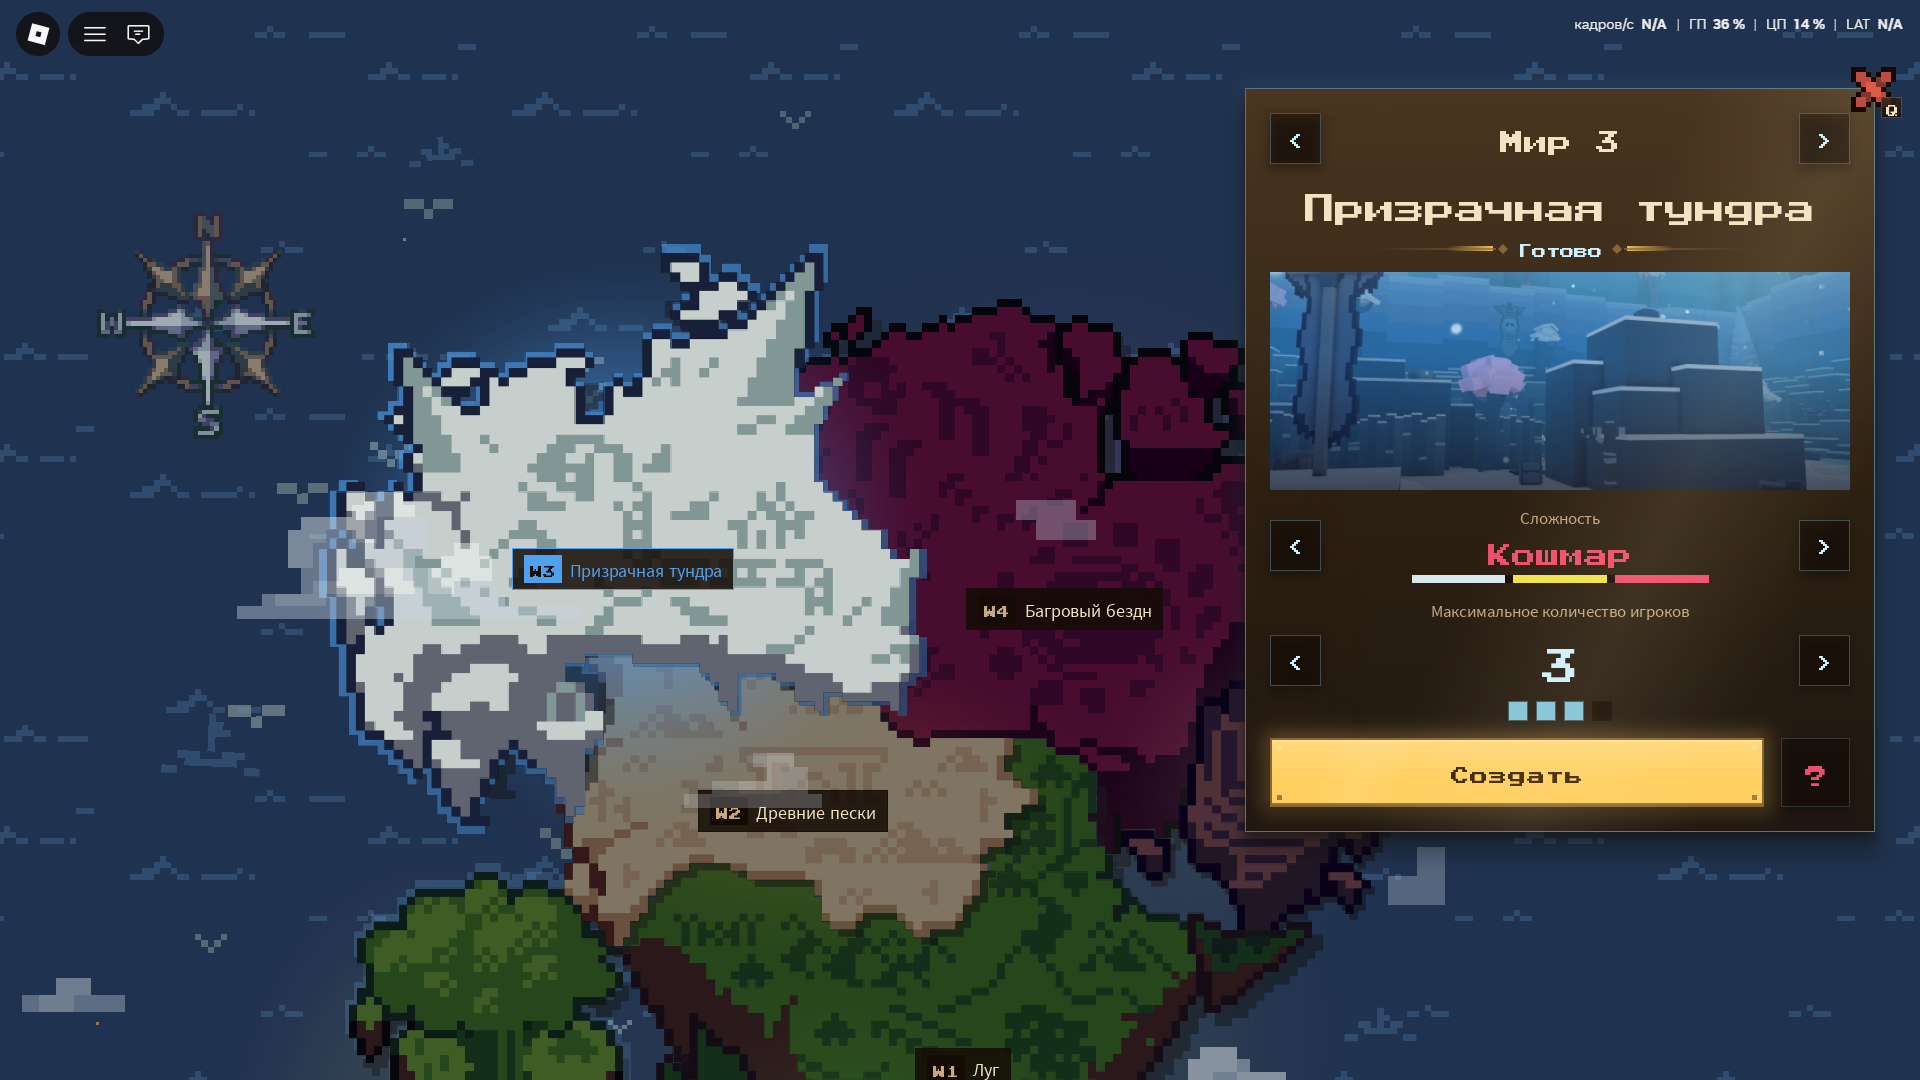 кадров/с N/A | ГП 36 % | ЦП 14 % | LAT N/A
Q
Мир 3
Призрачная тундра
Готово
N
W E
S
Сложность
Кошмар
W3 Призрачная тундра
W4 Багровый бездн
Максимальное количество игроков
3
Создать ?
W2 Древние пески
W1 Луг